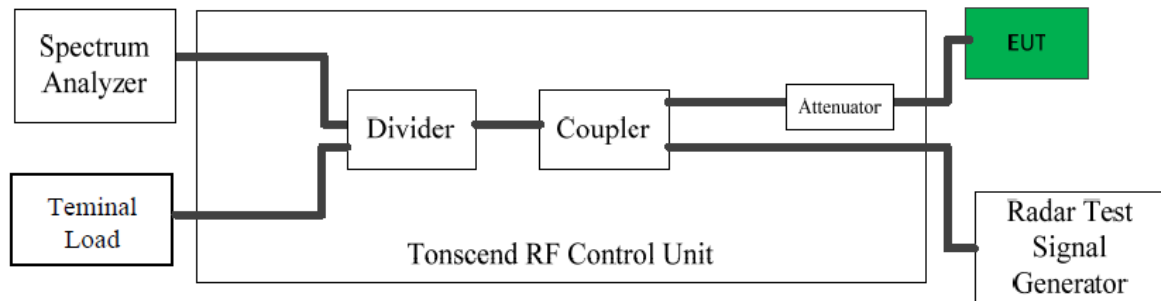 Spectrum
Analyzer
EUT
Divider
Coupler
Attenuator
Teminal
Load
Radar Test
Signal
Generator
Tonscend RF Control Unit